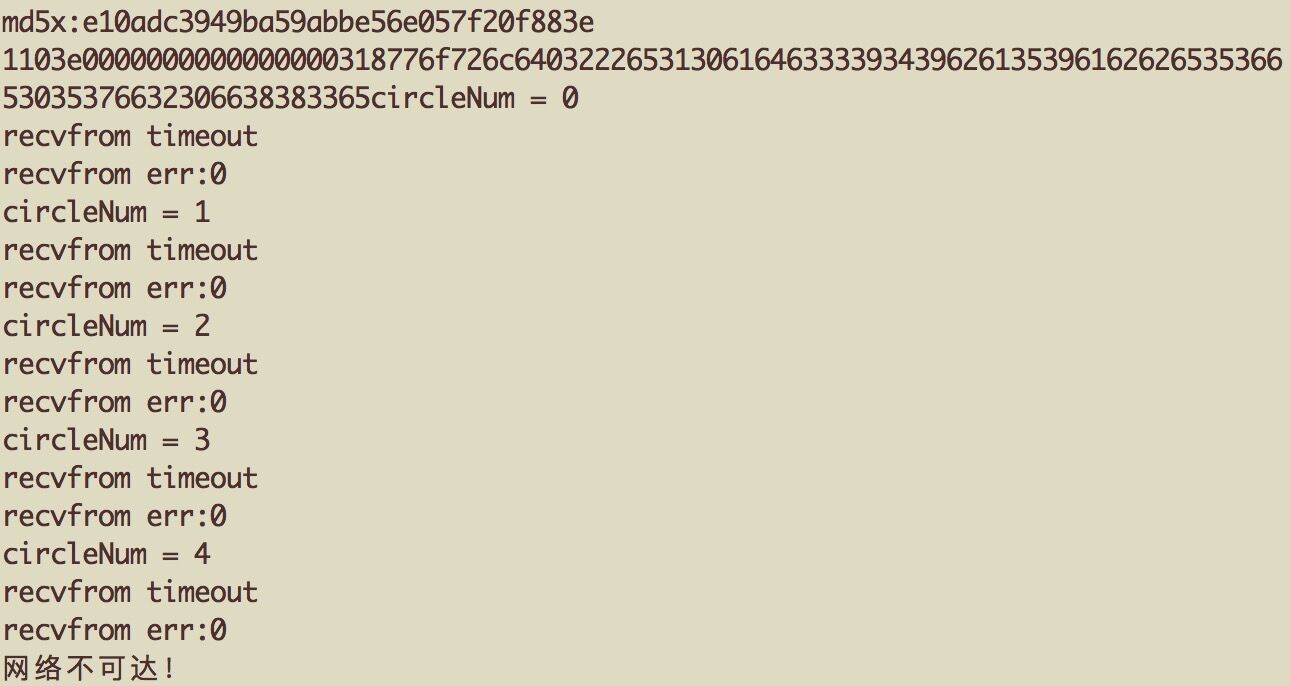 md5x:e10adc3949ba59abbe56e057f20f883e
1103e0000000000000000318776f726c640322265313061646333393439626135396162626535366
53035376632306638383365circleNum = 0
recvfrom timeout
recvfrom err:0
circleNum = 1
recvfrom timeout
recvfrom err:0
circleNum = 2
recvfrom timeout
recvfrom err:0
circleNum = 3
recvfrom timeout
recvfrom err:0
circleNum = 4
recvfrom timeout
recvfrom err:0
网络不可达!